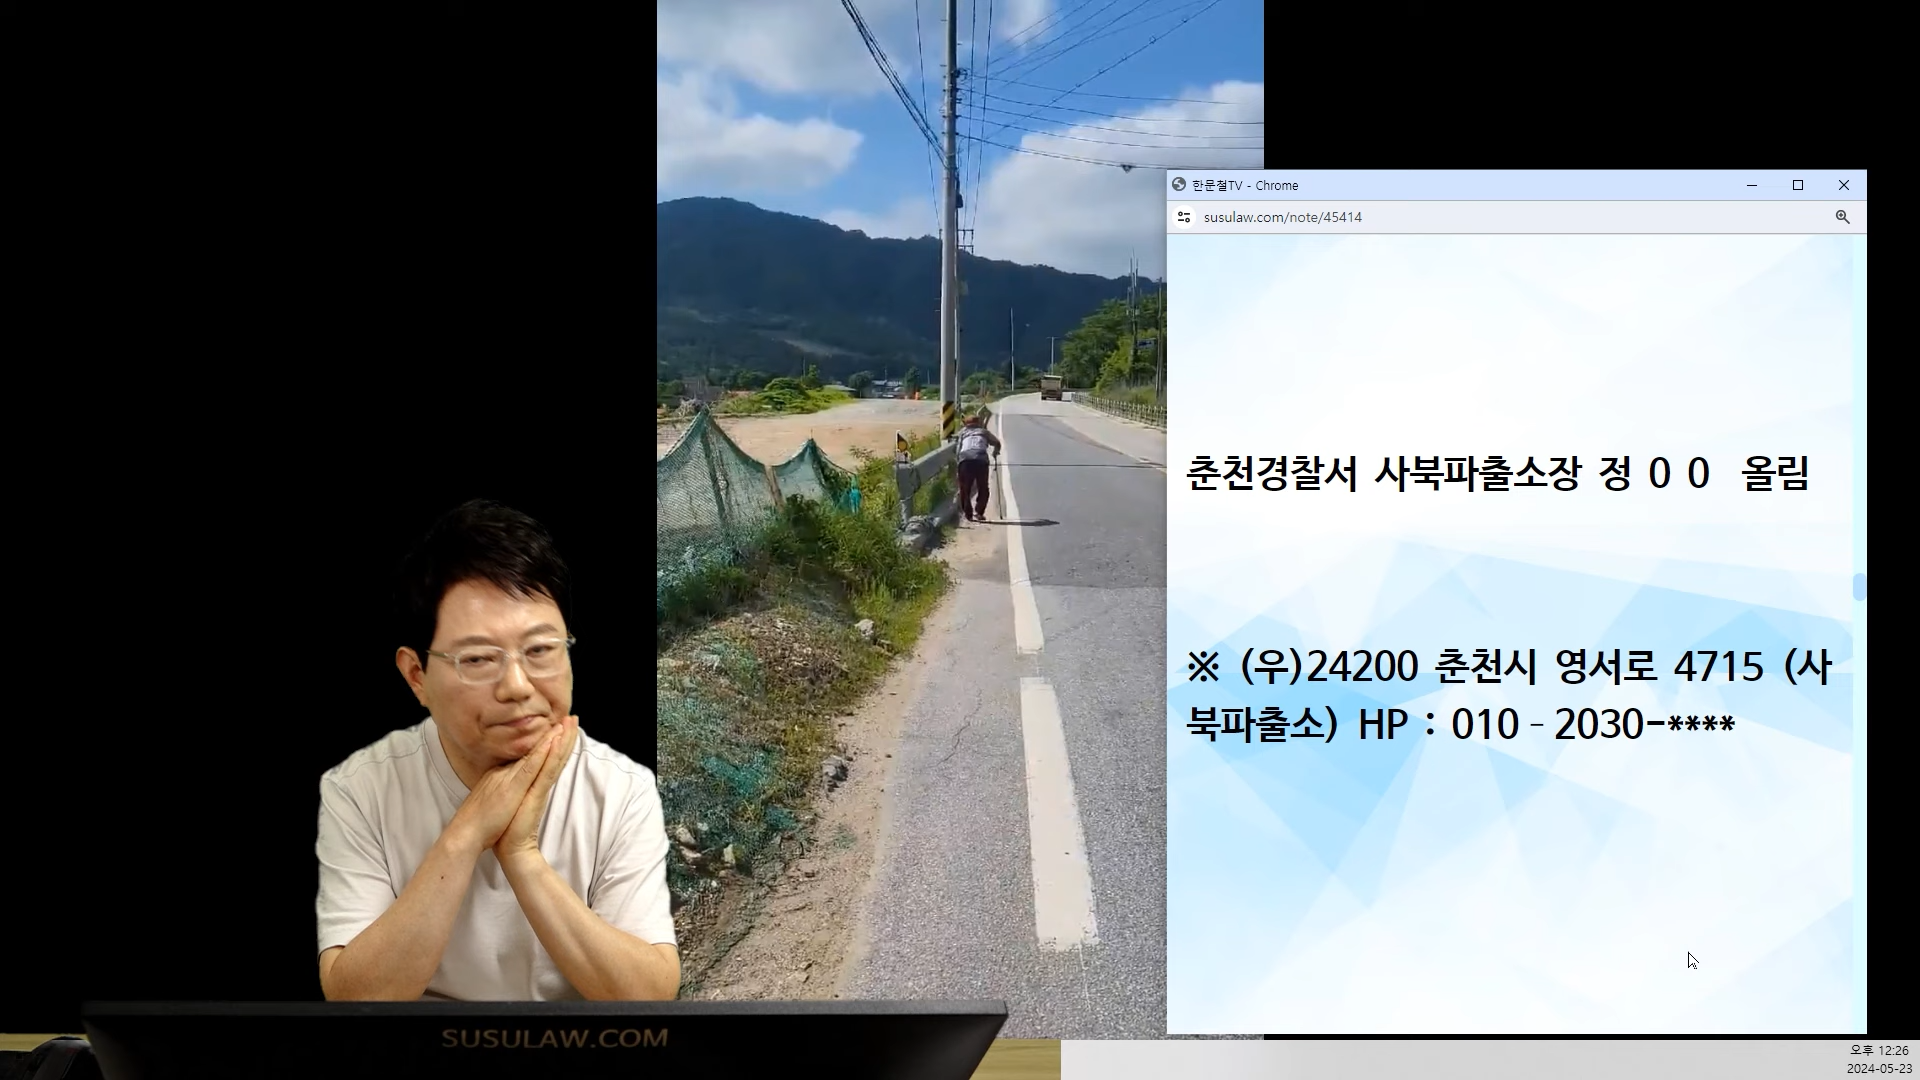 한문철TV - Chrome
susulaw.com/note/45414
춘천경찰서 사북파출소장 정 0 0 올림
※ (우)24200 춘천시 영서로 4715 (사
북파출소) HP : 010 - 2030-****
SUSULAW.COM
오후 12:26
2024-05-23